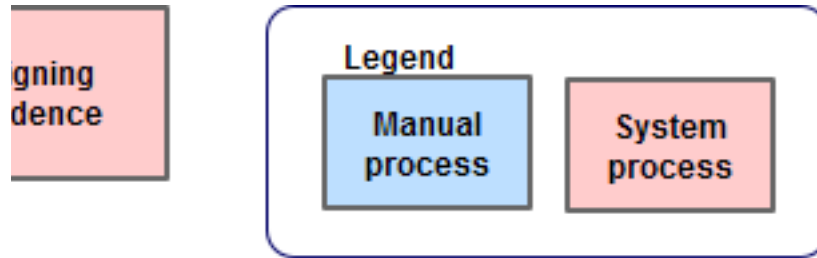 igning
dence
Legend
Manual
process
System
process